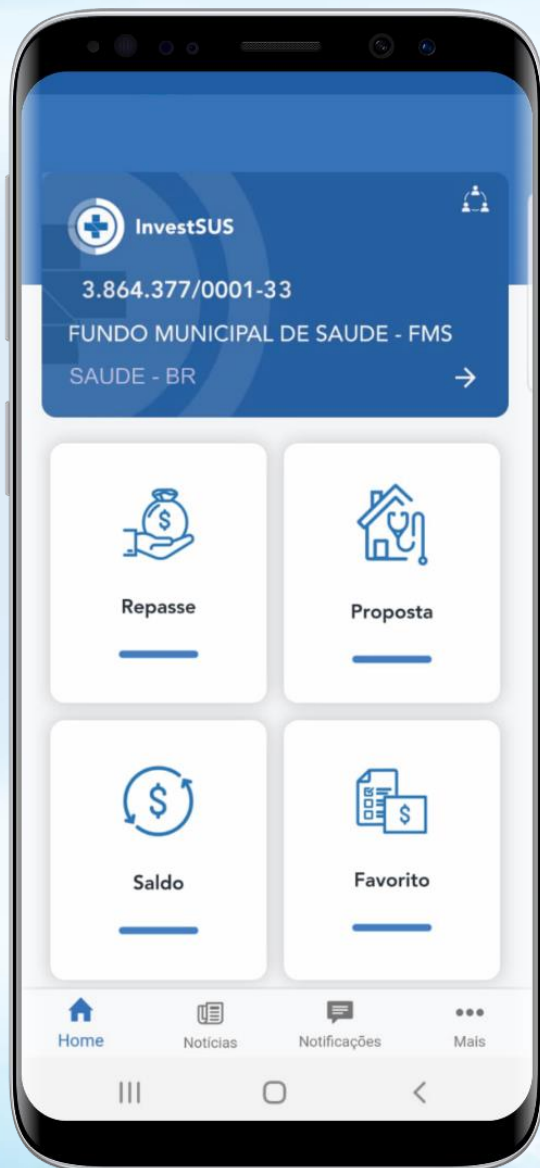 InvestSUS
3.864.377/0001-33
FUNDO MUNICIPAL DE SAUDE - FMS
SAUDE - BR
Repasse
Proposta
Saldo
Favorito
Home
Notícias
Notificações
Mais